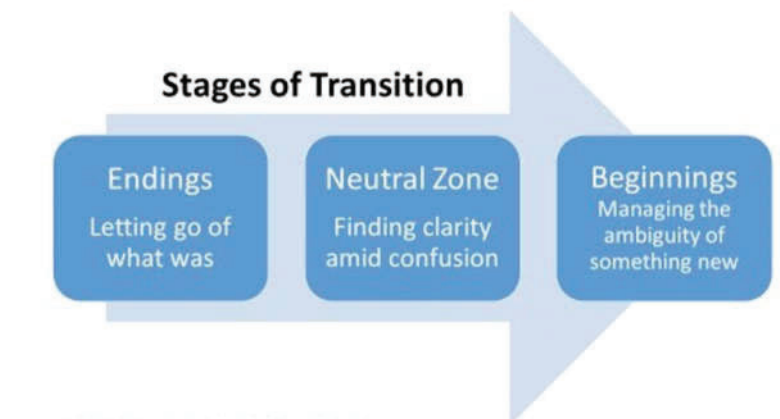 Stages of Transition
Endings
Letting go of
what was
Neutral Zone
Finding clarity
amid confusion
Beginnings
Managing the
ambiguity of
something new